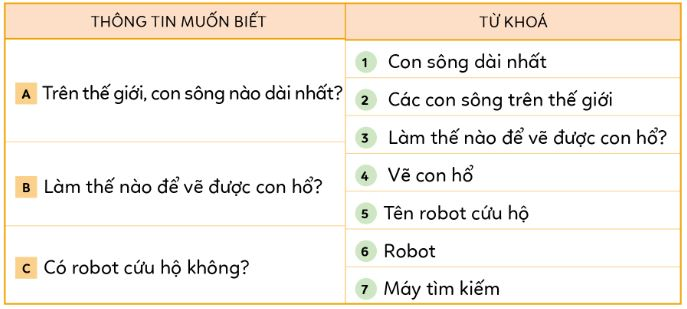 THÔNG TIN MUỐN BIẾT
TỪ KHOÁ
A Trên thế giới, con sông nào dài nhất?
B Làm thế nào để vẽ được con hổ?
C Có robot cứu hộ không?
1 Con sông dài nhất
2 Các con sông trên thế giới
3 Làm thế nào để vẽ được con hổ?
4 Vẽ con hổ
5 Tên robot cứu hộ
6 Robot
7 Máy tìm kiếm